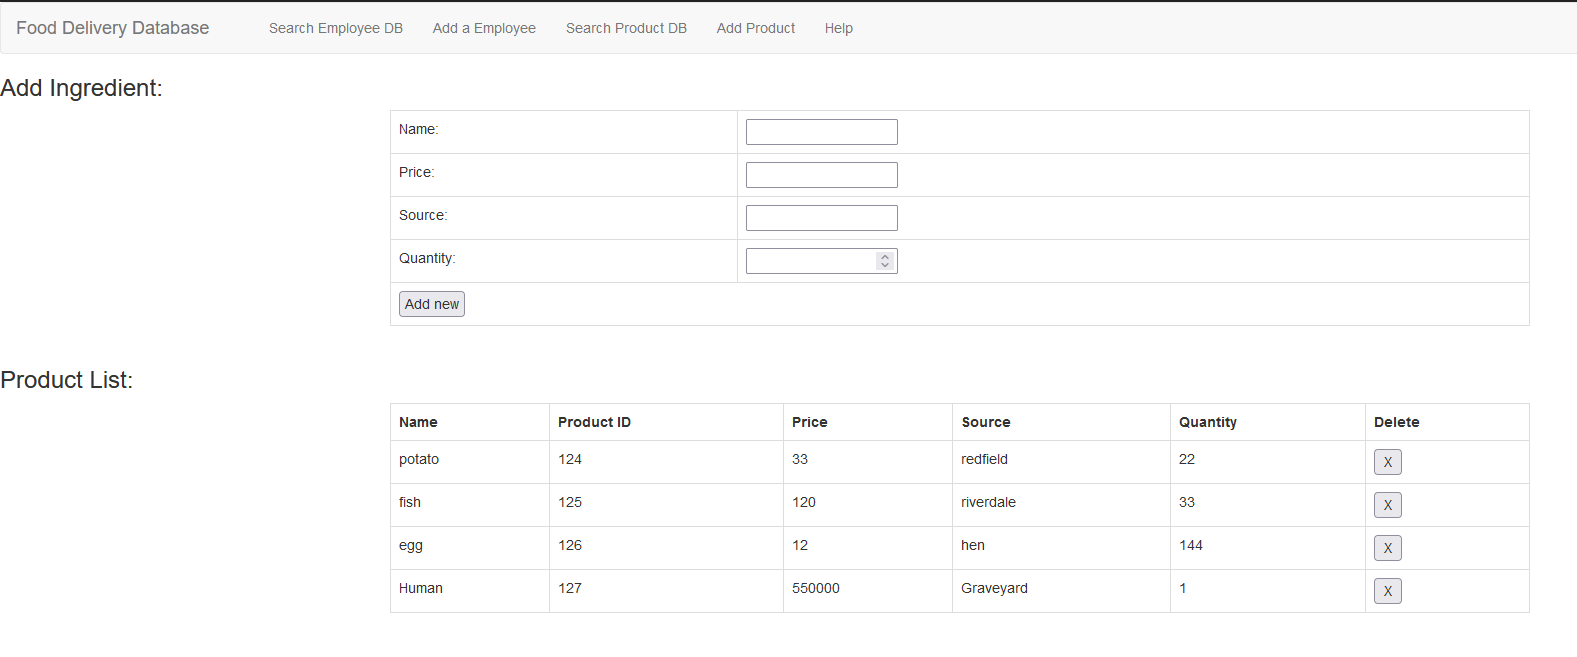 Food Delivery Database Search Employee DB Add a Employee Search Product DB Add Product Help
Add Ingredient:
Name:
Price:
Source:
Quantity:
Add new
Product List:
Name Product ID Price Source Quantity Delete
potato 124 33 redfield 22 X
fish 125 120 riverdale 33 X
egg 126 12 hen 144 X
Human 127 550000 Graveyard 1 X